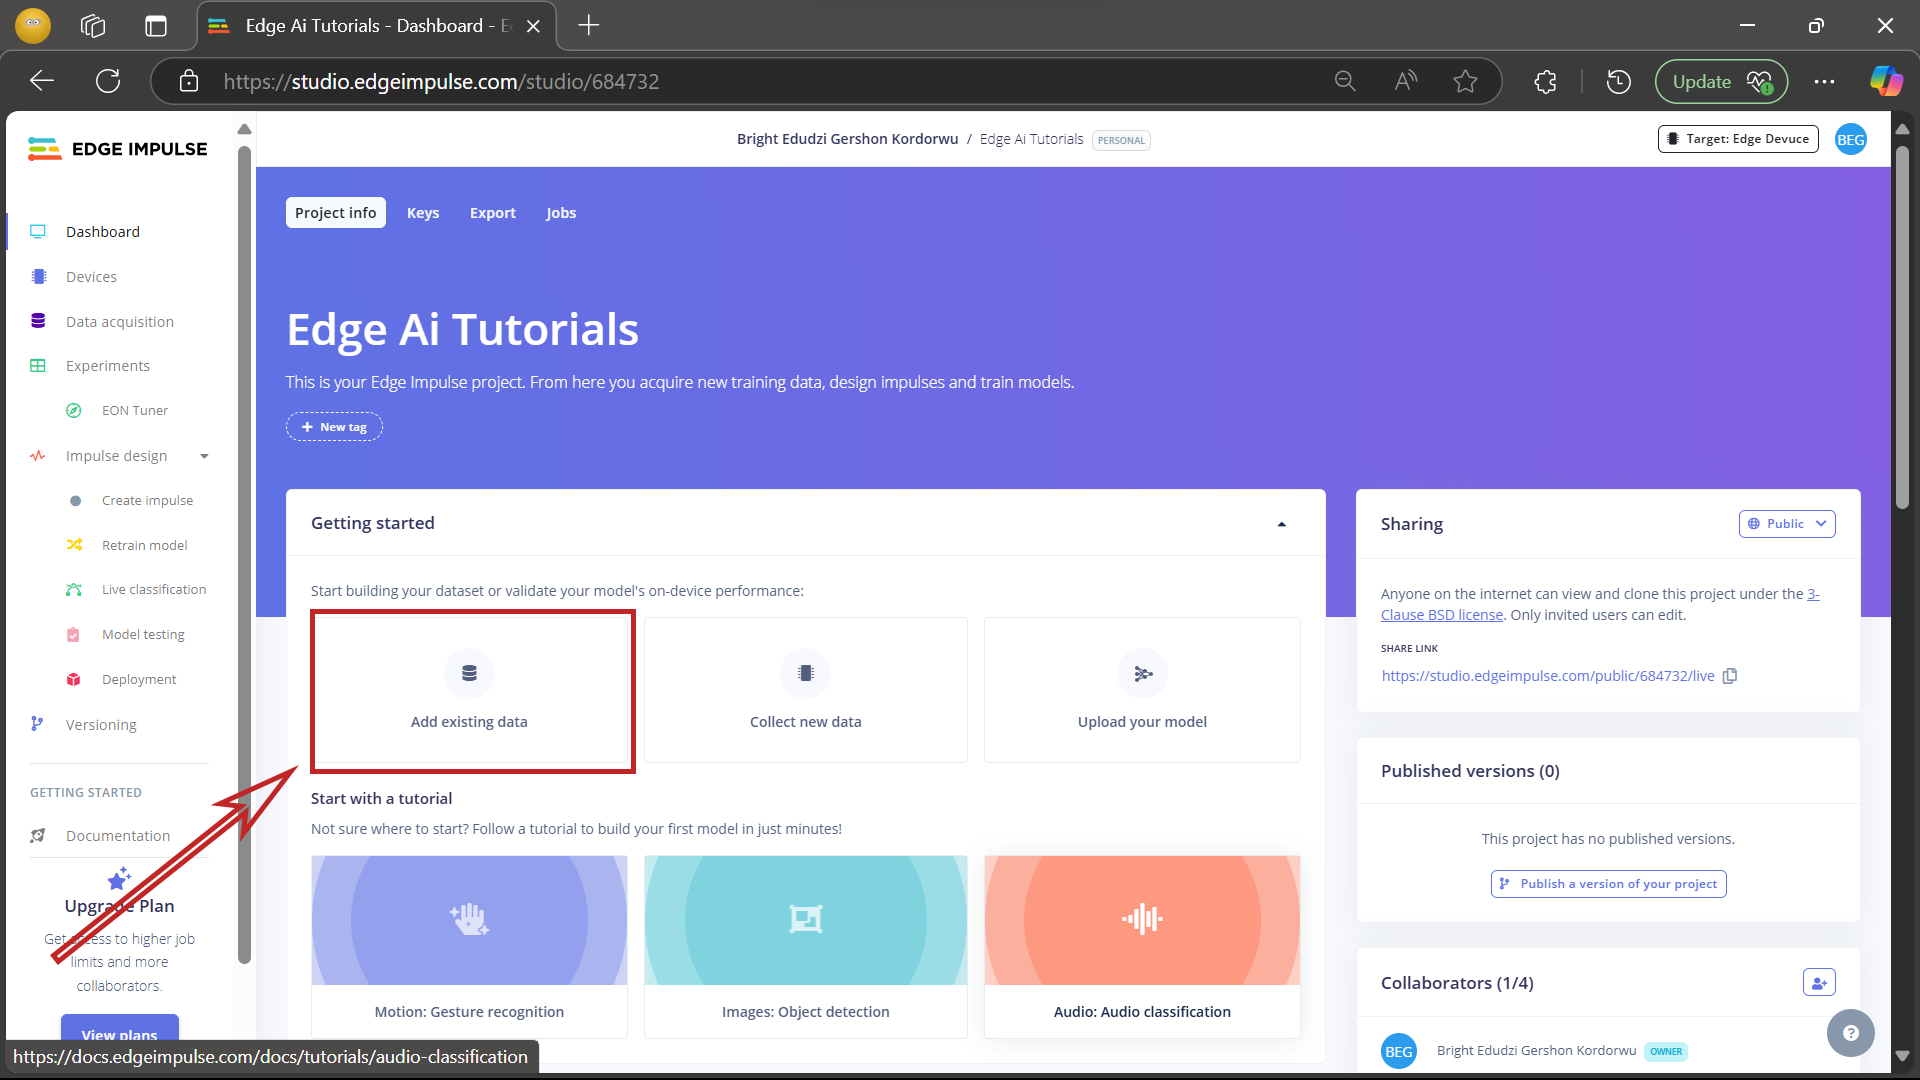 Edge Ai Tutorials - Dashboard - E
https://studio.edgeimpulse.com/studio/684732
Update
EDGE IMPULSE
Bright Edudzi Gershon Kordorwu / Edge Ai Tutorials PERSONAL
Target: Edge Devuce
BEG
Dashboard
Devices
Data acquisition
Experiments
EON Tuner
Impulse design
Create impulse
Retrain model
Live classification
Model testing
Deployment
Versioning
GETTING STARTED
Documentation
Upgrade Plan
Get access to higher job
limits and more
collaborators.
View plans
Project info
Keys
Export
Jobs
Edge Ai Tutorials
This is your Edge Impulse project. From here you acquire new training data, design impulses and train models.
+ New tag
Getting started
Start building your dataset or validate your model's on-device performance:
Add existing data
Collect new data
Upload your model
Start with a tutorial
Not sure where to start? Follow a tutorial to build your first model in just minutes!
Motion: Gesture recognition
Images: Object detection
Audio: Audio classification
Sharing
Public
Anyone on the internet can view and clone this project under the 3-
Clause BSD license. Only invited users can edit.
SHARE LINK
https://studio.edgeimpulse.com/public/684732/live
Published versions (0)
This project has no published versions.
Publish a version of your project
Collaborators (1/4)
BEG
Bright Edudzi Gershon Kordorwu OWNER
?
https://docs.edgeimpulse.com/docs/tutorials/audio-classification